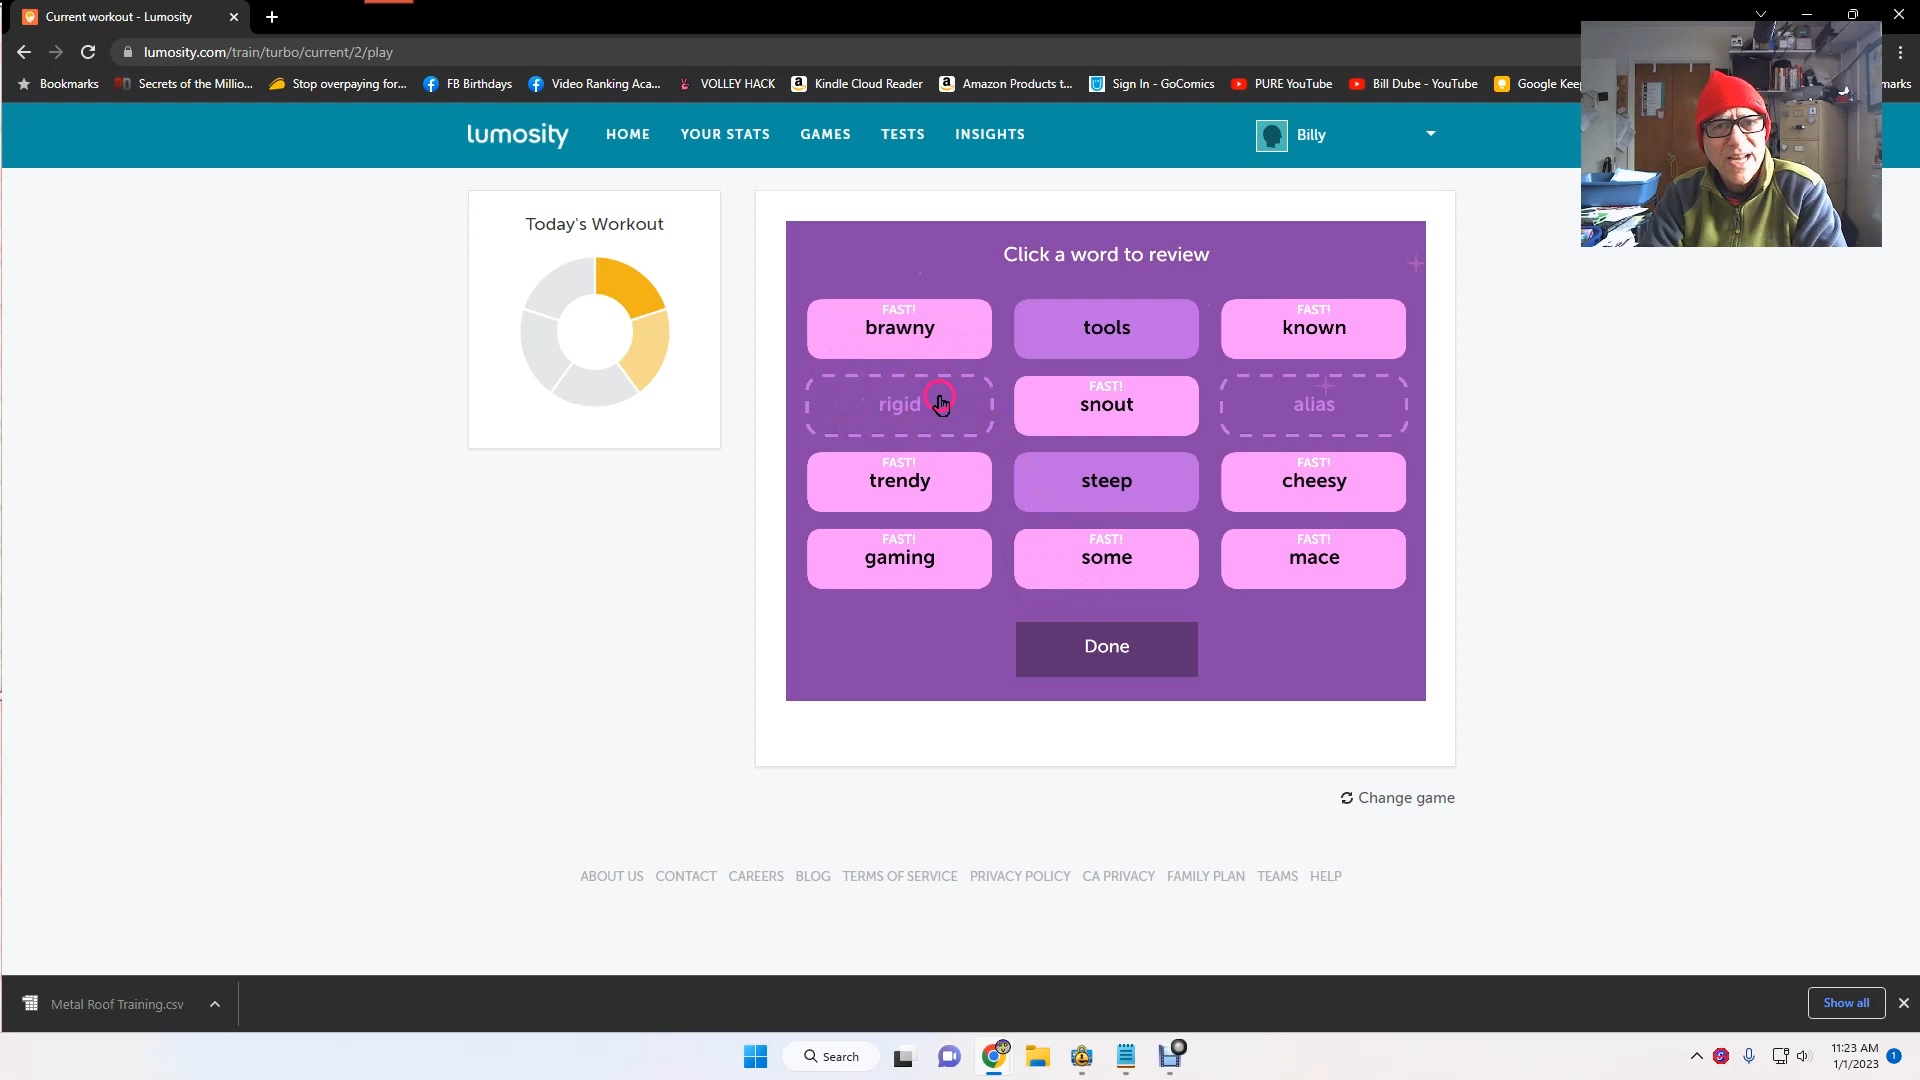 Current workout - Lumosity
lumosity.com/train/turbo/current/2/play
Bookmarks Secrets of the Millio... Stop overpaying for... FB Birthdays Video Ranking Aca... VOLLEY HACK Kindle Cloud Reader Amazon Products t... Sign In - GoComics PURE YouTube Bill Dube - YouTube Google Keep marks
lumosity HOME YOUR STATS GAMES TESTS INSIGHTS Billy
Today's Workout
Click a word to review
FAST! FAST!
brawny tools known
FAST!
rigid snout alias
FAST! FAST!
trendy steep cheesy
FAST! FAST! FAST!
gaming some mace
Done
Change game
ABOUT US CONTACT CAREERS BLOG TERMS OF SERVICE PRIVACY POLICY CA PRIVACY FAMILY PLAN TEAMS HELP
Metal Roof Training.csv Show all
Search
11:23 AM
1/1/2023 1